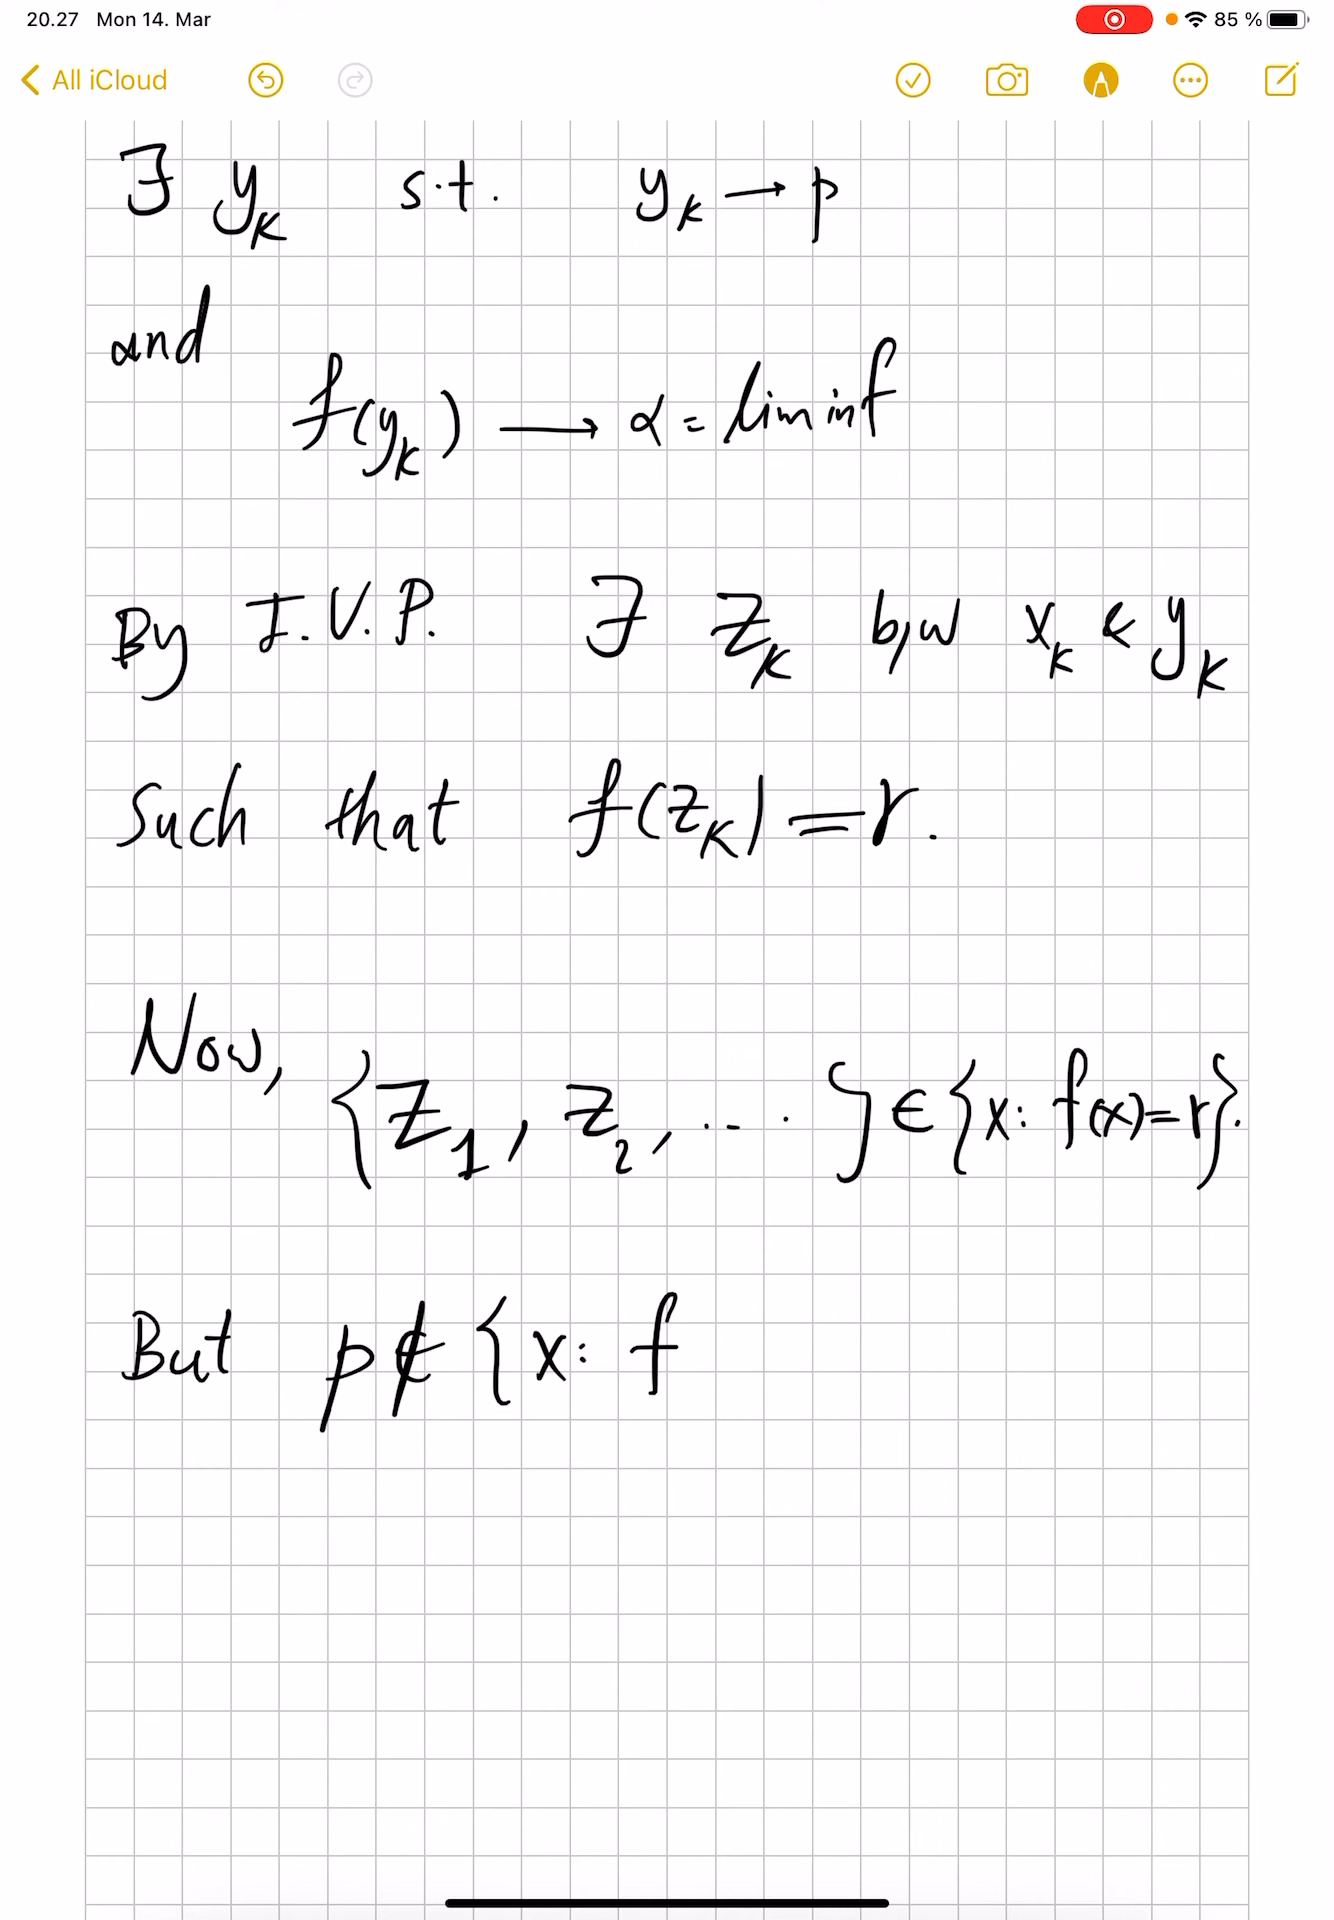 20.27 Mon 14. Mar 85 %
All iCloud
∃ y_k s.t. y_k → p
and
f(y_k) → α = lim inf
By I.V.P. ∃ z_k b/w x_k & y_k
Such that f(z_k) = r.
Now,
{z_1, z_2, ... } ∈ {x: f(x)=r}.
But p ∉ {x: f